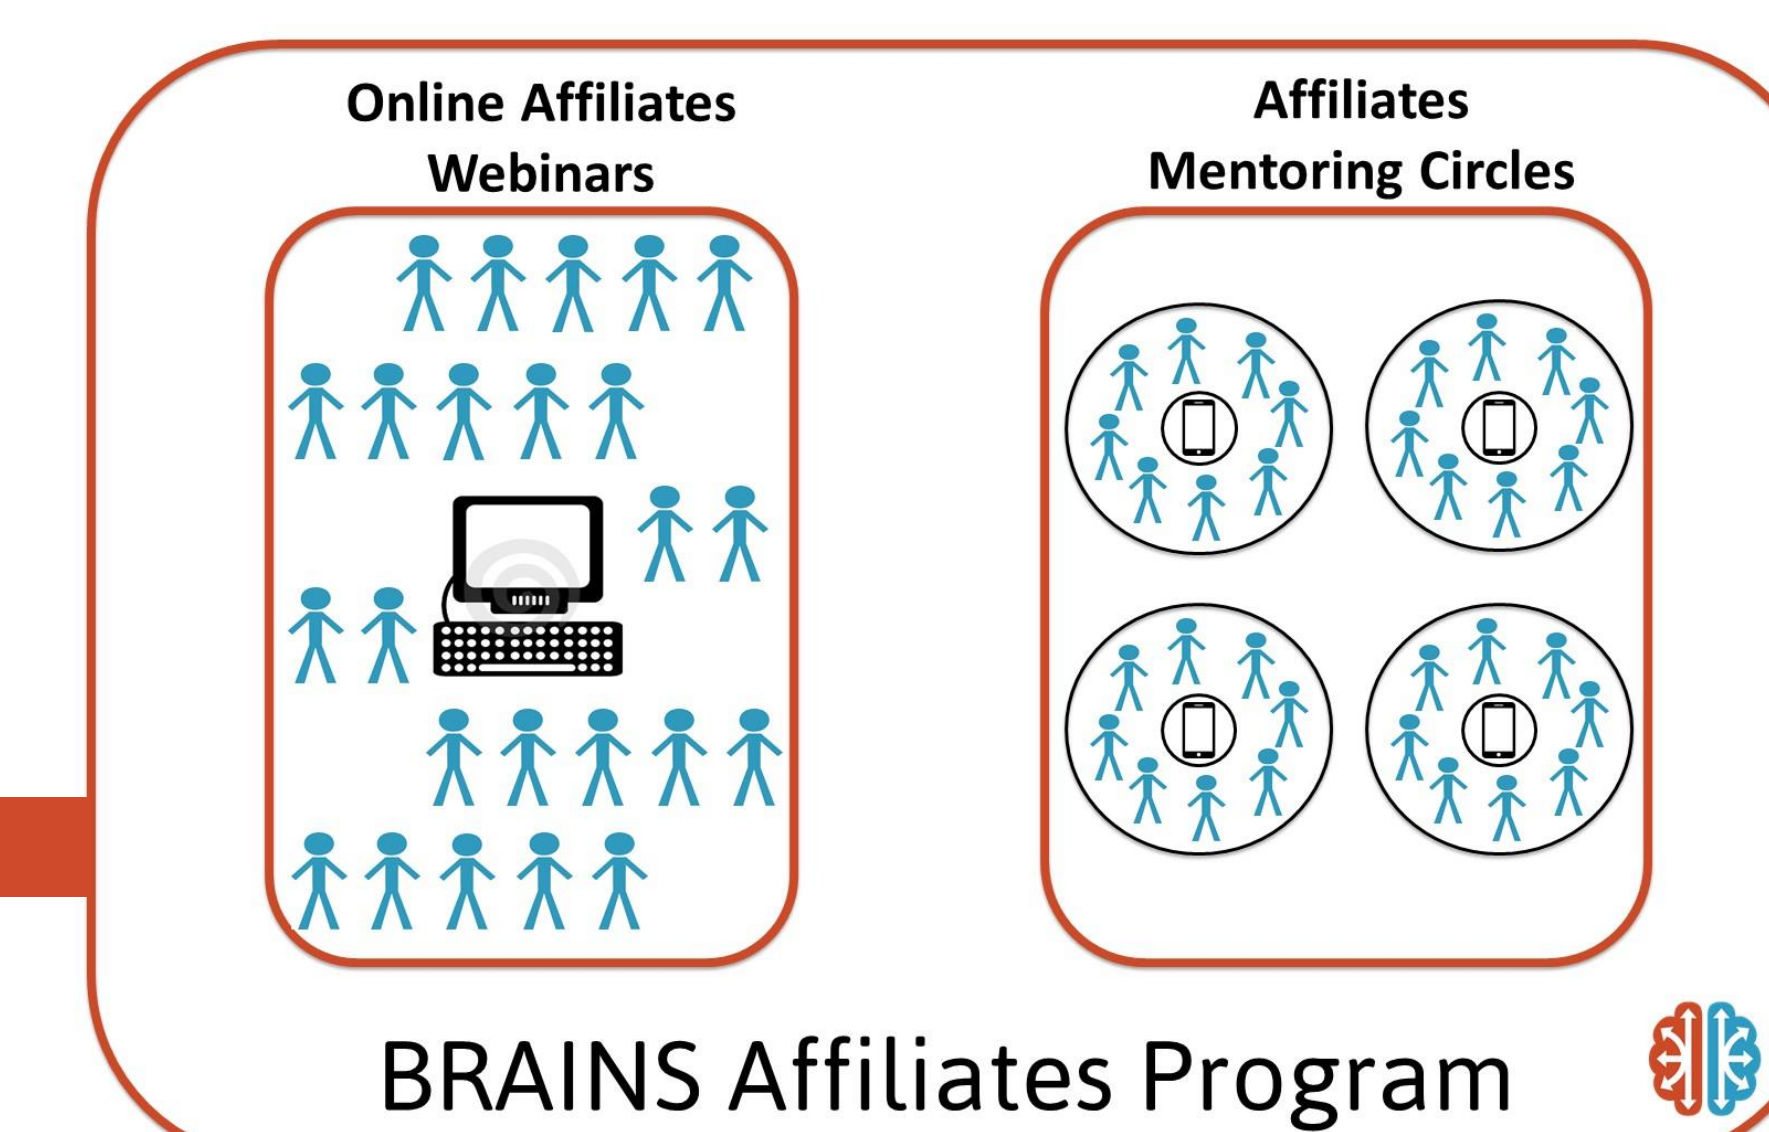 Online Affiliates
Webinars
Affiliates
Mentoring Circles
BRAINS Affiliates Program